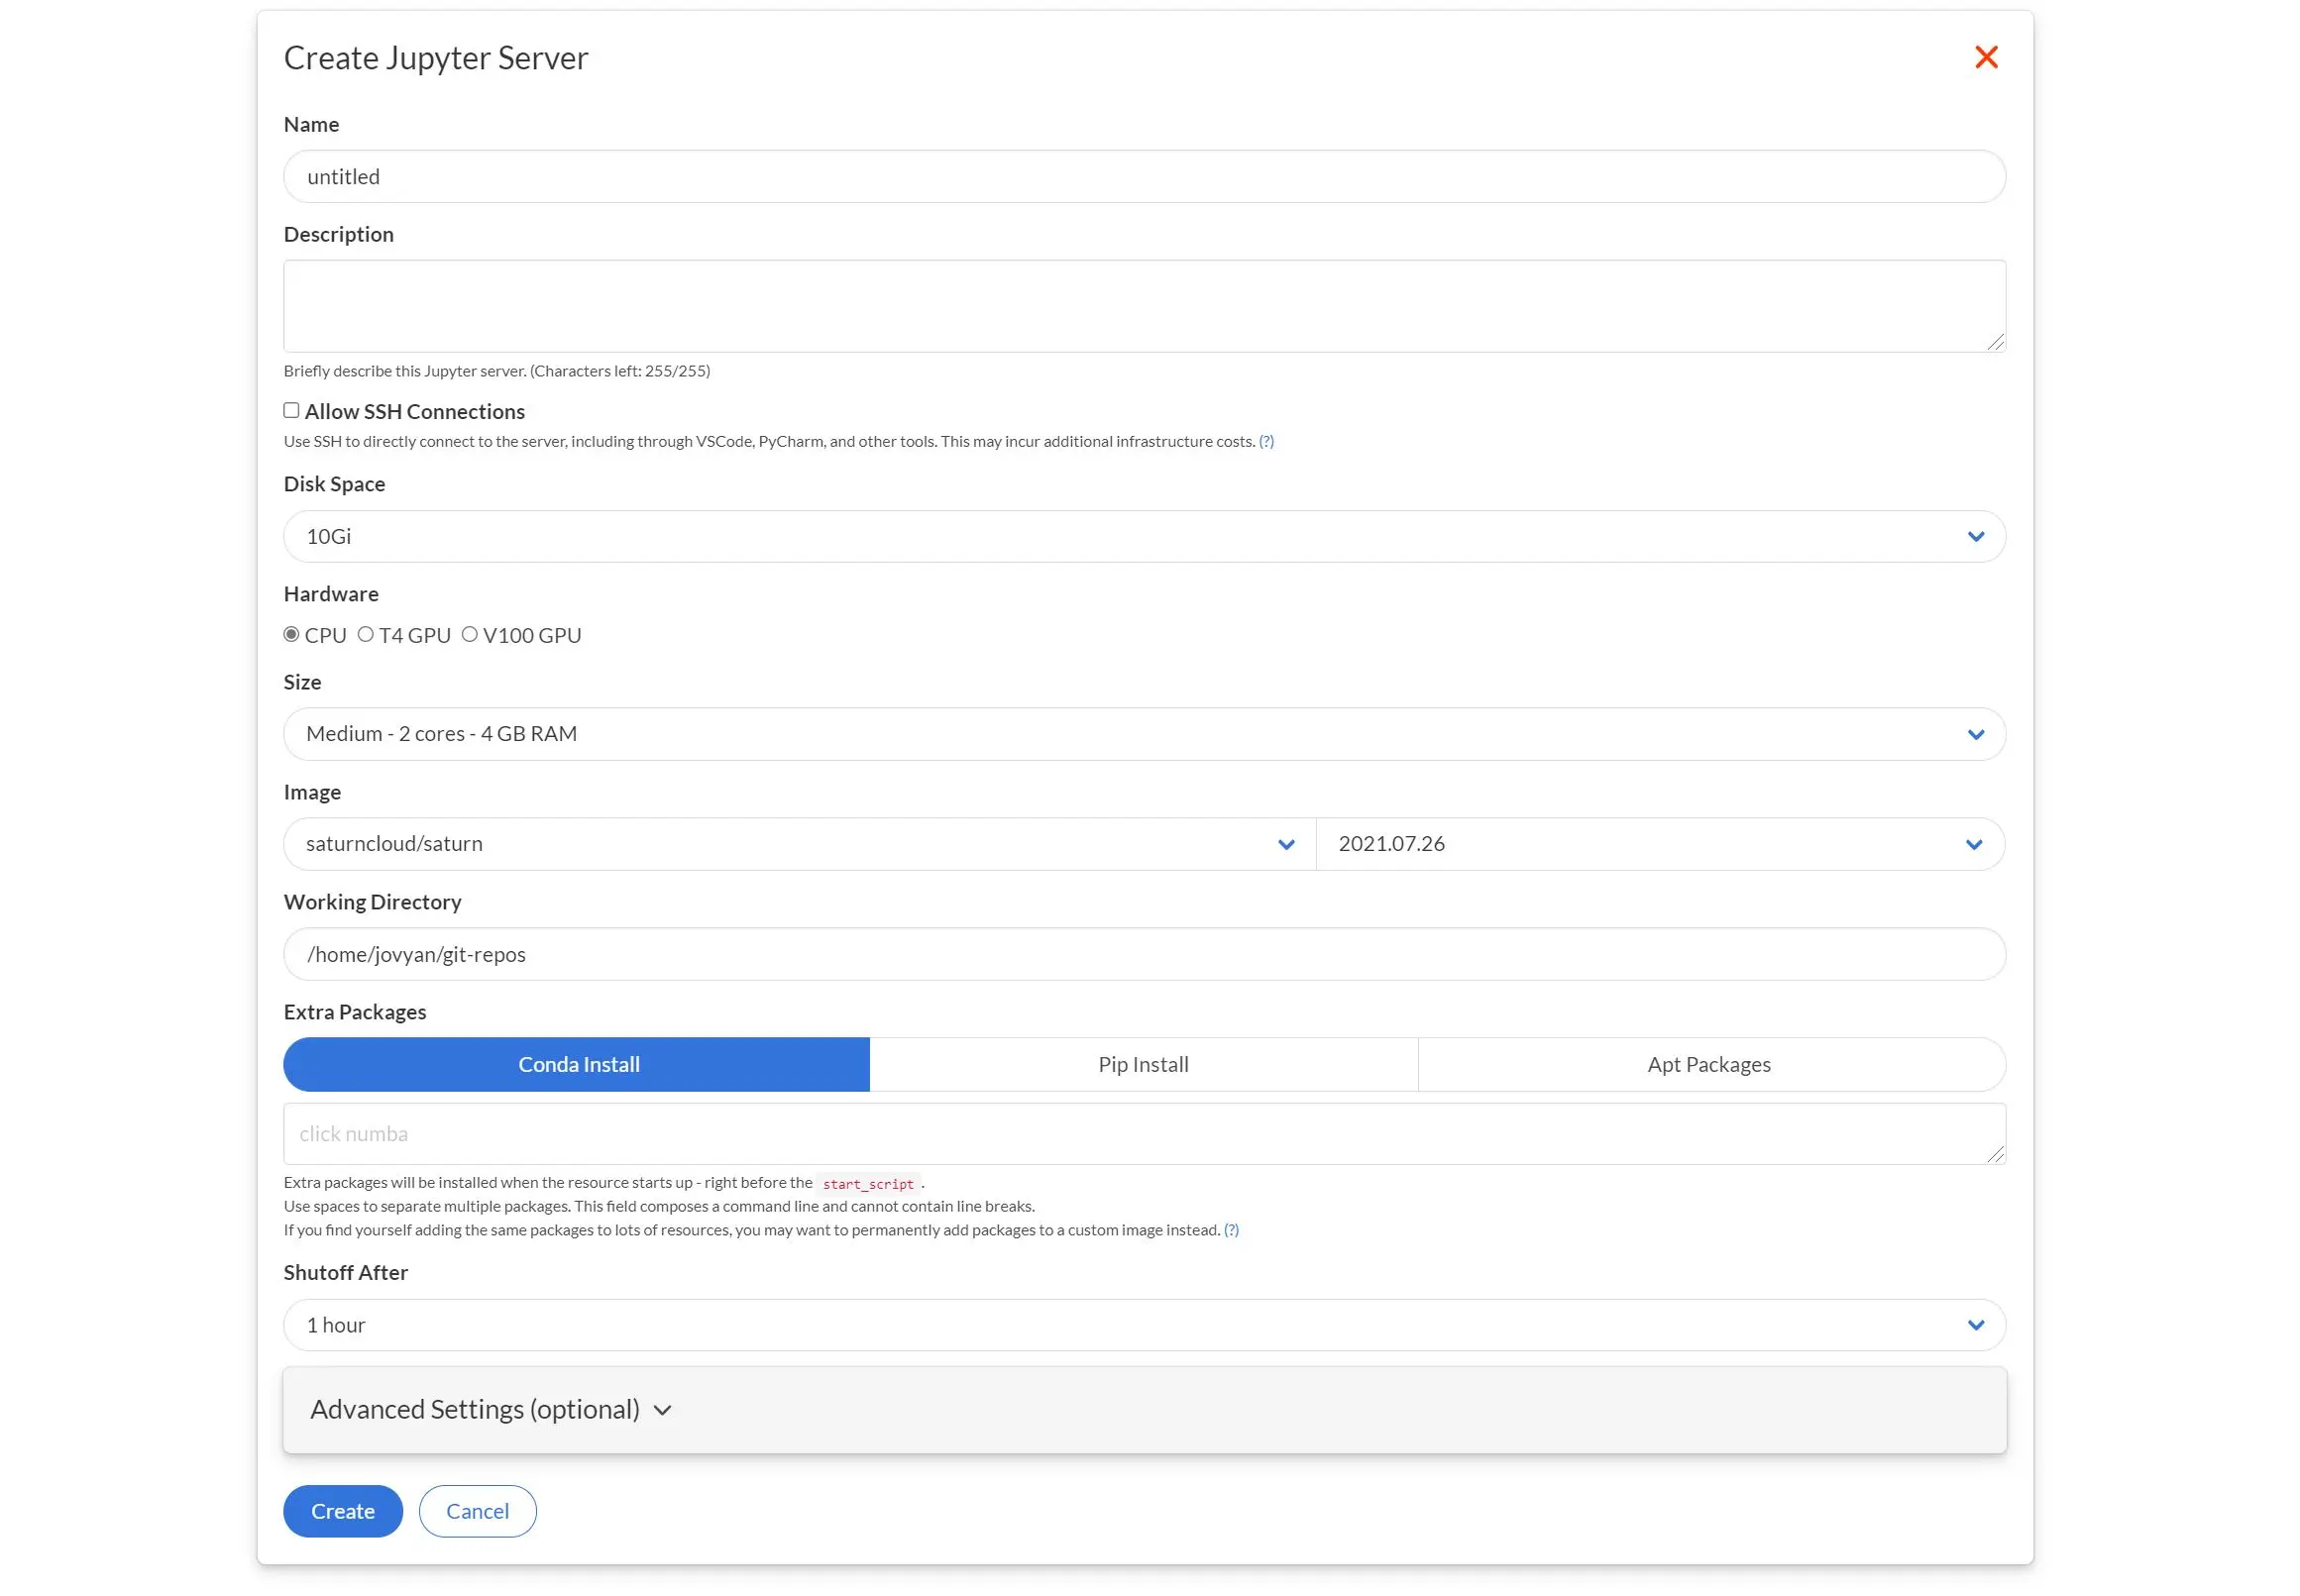 Create Jupyter Server
Name
untitled
Description
Briefly describe this Jupyter server. (Characters left: 255/255)
Allow SSH Connections
Use SSH to directly connect to the server, including through VSCode, PyCharm, and other tools. This may incur additional infrastructure costs. (?)
Disk Space
10Gi
Hardware
CPU T4 GPU V100 GPU
Size
Medium - 2 cores - 4 GB RAM
Image
saturncloud/saturn 2021.07.26
Working Directory
/home/jovyan/git-repos
Extra Packages
Conda Install Pip Install Apt Packages
click numba
Extra packages will be installed when the resource starts up - right before the start_script.
Use spaces to separate multiple packages. This field composes a command line and cannot contain line breaks.
If you find yourself adding the same packages to lots of resources, you may want to permanently add packages to a custom image instead. (?)
Shutoff After
1 hour
Advanced Settings (optional)
Create Cancel